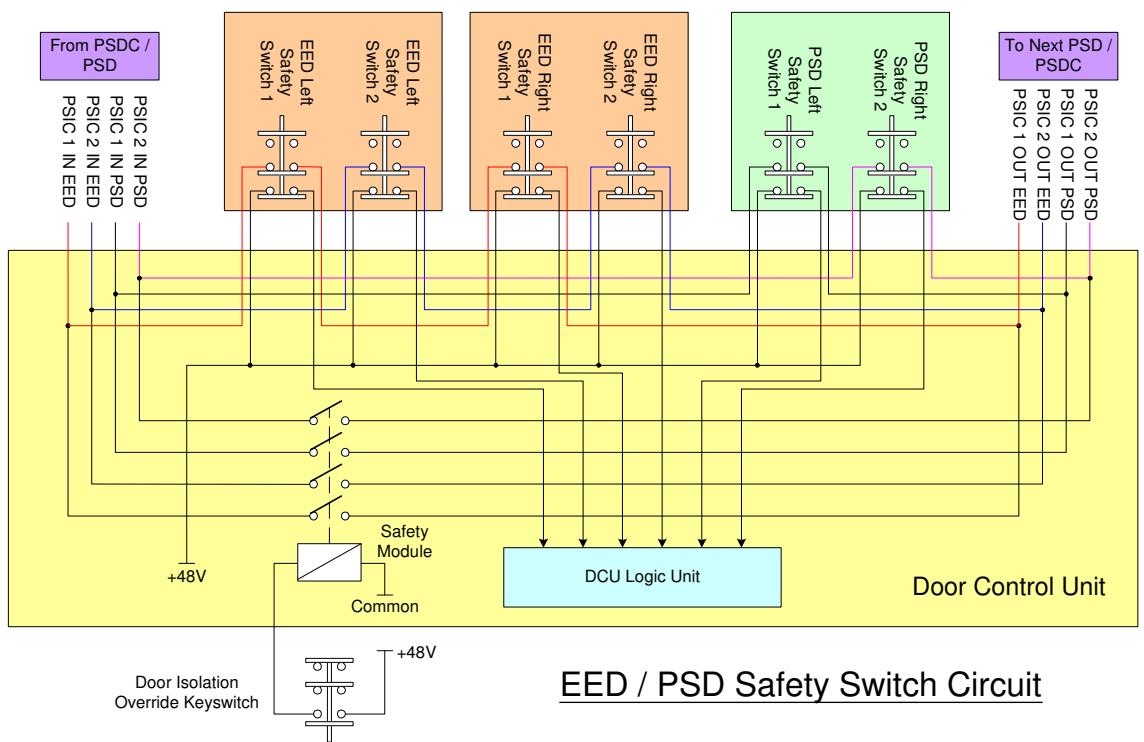 From PSDC /
PSD
PSIC 1 IN EED
PSIC 2 IN EED
PSIC 1 IN PSD
PSIC 2 IN PSD
EED Left
Safety
Switch 1
EED Left
Safety
Switch 2
EED Right
Safety
Switch 1
EED Right
Safety
Switch 2
PSD Left
Safety
Switch 1
PSD Right
Safety
Switch 2
To Next PSD /
PSDC
PSIC 1 OUT EED
PSIC 2 OUT EED
PSIC 1 OUT PSD
PSIC 2 OUT PSD
Safety
Module
+48V
Common
DCU Logic Unit
Door Control Unit
+48V
Door Isolation
Override Keyswitch
EED / PSD Safety Switch Circuit